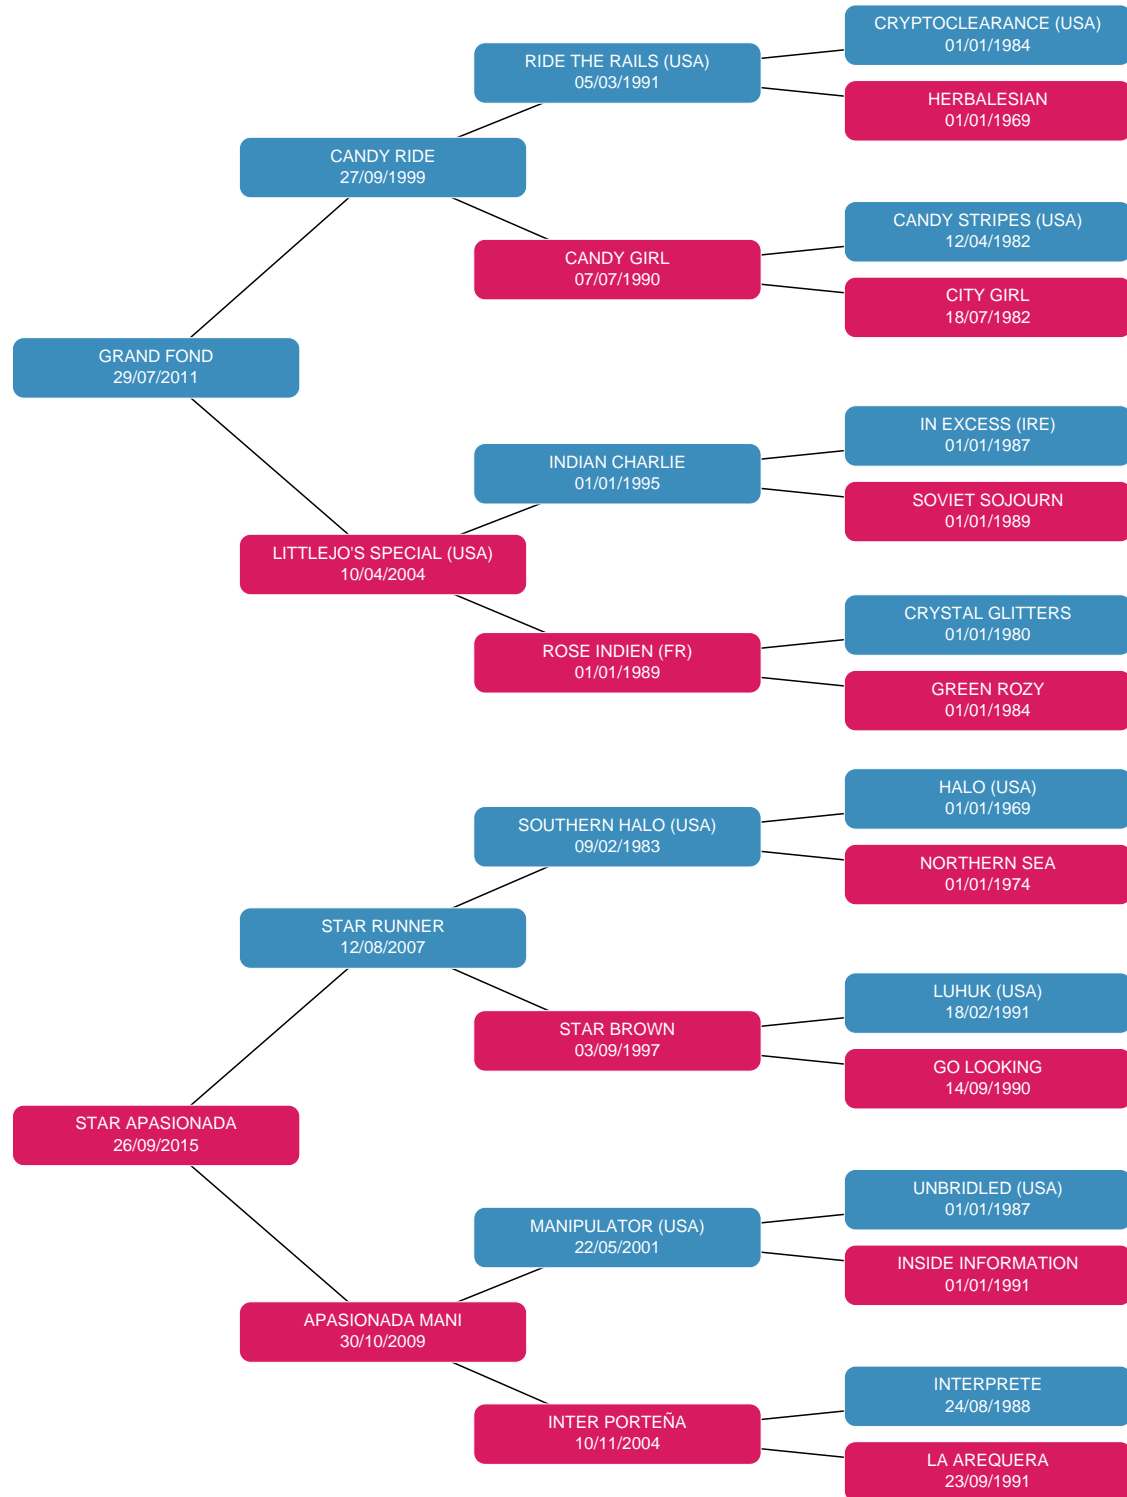 CRYPTOCLEARANCE (USA)
01/01/1984
RIDE THE RAILS (USA)
05/03/1991
HERBALESIAN
01/01/1969
CANDY RIDE
27/09/1999
CANDY STRIPES (USA)
12/04/1982
CANDY GIRL
07/07/1990
CITY GIRL
18/07/1982
GRAND FOND
29/07/2011
IN EXCESS (IRE)
01/01/1987
INDIAN CHARLIE
01/01/1995
SOVIET SOJOURN
01/01/1989
LITTLEJO'S SPECIAL (USA)
10/04/2004
CRYSTAL GLITTERS
01/01/1980
ROSE INDIEN (FR)
01/01/1989
GREEN ROZY
01/01/1984
HALO (USA)
01/01/1969
SOUTHERN HALO (USA)
09/02/1983
NORTHERN SEA
01/01/1974
STAR RUNNER
12/08/2007
LUHUK (USA)
18/02/1991
STAR BROWN
03/09/1997
GO LOOKING
14/09/1990
STAR APASIONADA
26/09/2015
UNBRIDLED (USA)
01/01/1987
MANIPULATOR (USA)
22/05/2001
INSIDE INFORMATION
01/01/1991
APASIONADA MANI
30/10/2009
INTERPRETE
24/08/1988
INTER PORTEÑA
10/11/2004
LA AREQUERA
23/09/1991